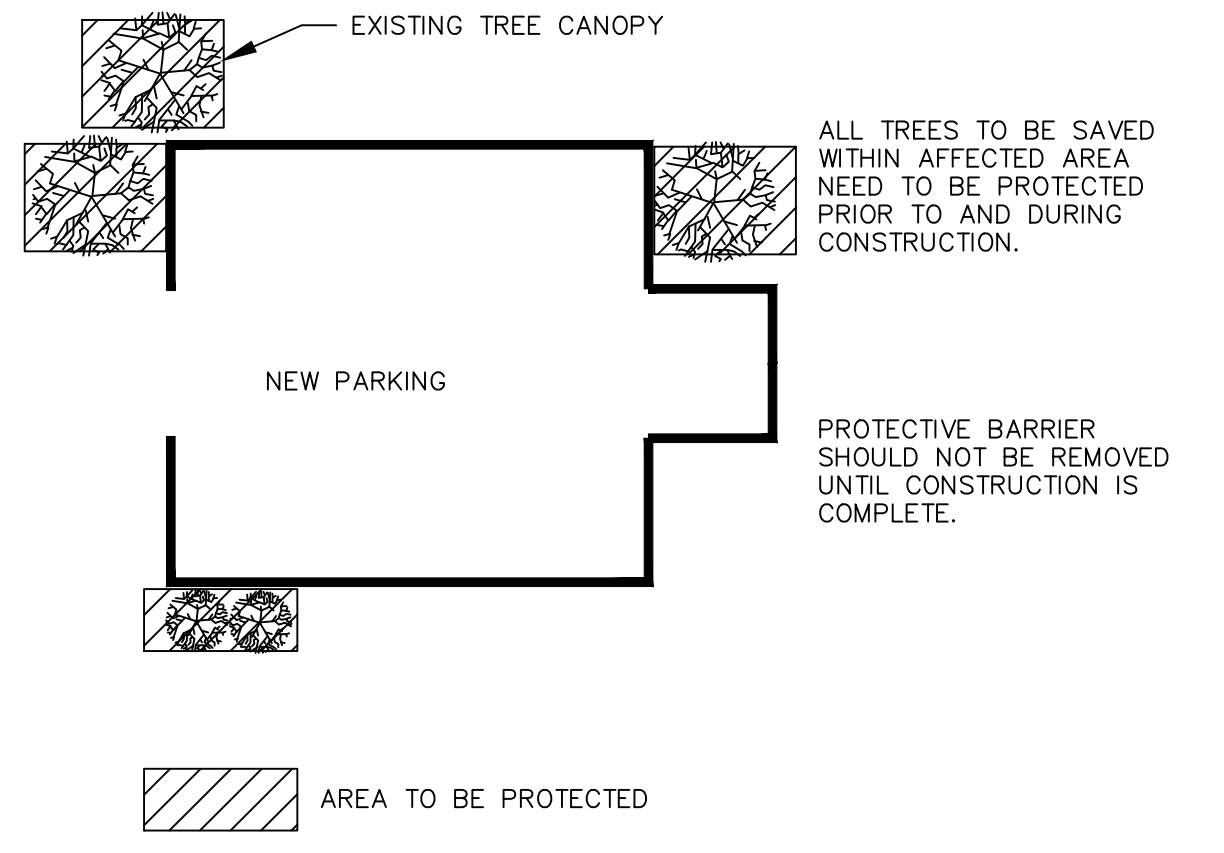 EXISTING TREE CANOPY
ALL TREES TO BE SAVED
WITHIN AFFECTED AREA
NEED TO BE PROTECTED
PRIOR TO AND DURING
CONSTRUCTION.
NEW PARKING
PROTECTIVE BARRIER
SHOULD NOT BE REMOVED
UNTIL CONSTRUCTION IS
COMPLETE.
AREA TO BE PROTECTED